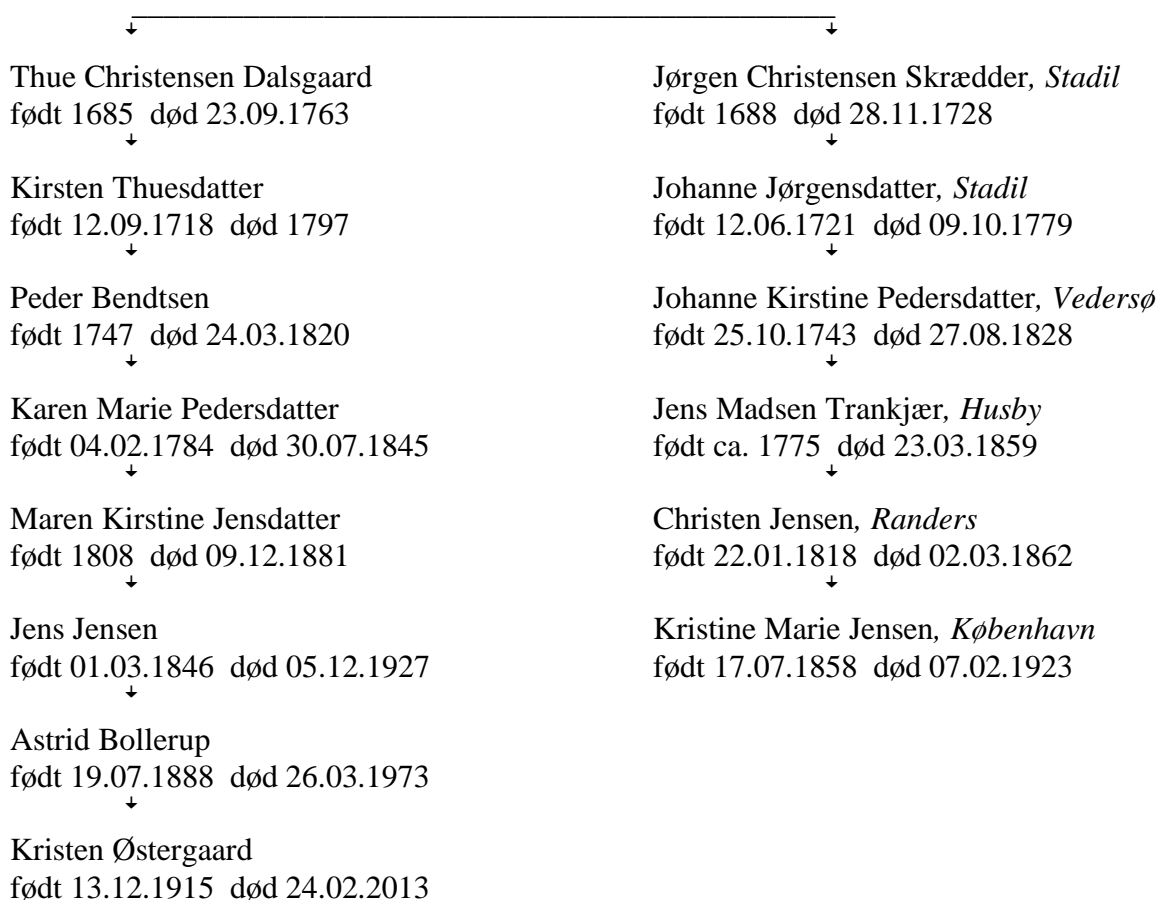 Thue Christensen Dalsgaard
født 1685  død 23.09.1763
Kirsten Thuesdatter
født 12.09.1718  død 1797
Peder Bendtsen
født 1747  død 24.03.1820
Karen Marie Pedersdatter
født 04.02.1784  død 30.07.1845
Maren Kirstine Jensdatter
født 1808  død 09.12.1881
Jens Jensen
født 01.03.1846  død 05.12.1927
Astrid Bollerup
født 19.07.1888  død 26.03.1973
Kristen Østergaard
født 13.12.1915  død 24.02.2013
Jørgen Christensen Skrædder, Stadil
født 1688  død 28.11.1728
Johanne Jørgensdatter, Stadil
født 12.06.1721  død 09.10.1779
Johanne Kirstine Pedersdatter, Vedersø
født 25.10.1743  død 27.08.1828
Jens Madsen Trankjær, Husby
født ca. 1775  død 23.03.1859
Christen Jensen, Randers
født 22.01.1818  død 02.03.1862
Kristine Marie Jensen, København
født 17.07.1858  død 07.02.1923